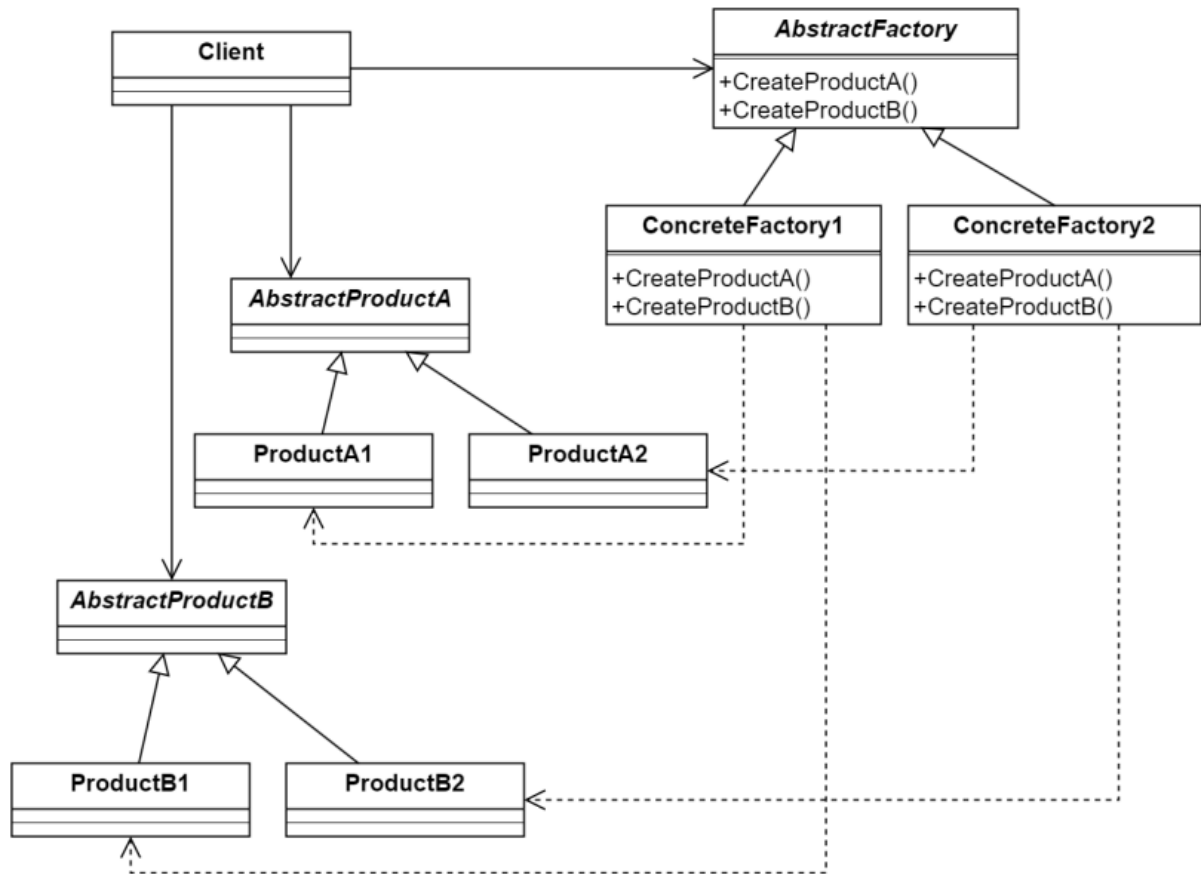 Client
AbstractFactory
+CreateProductA()
+CreateProductB()
ConcreteFactory1
+CreateProductA()
+CreateProductB()
ConcreteFactory2
+CreateProductA()
+CreateProductB()
AbstractProductA
ProductA1
ProductA2
AbstractProductB
ProductB1
ProductB2